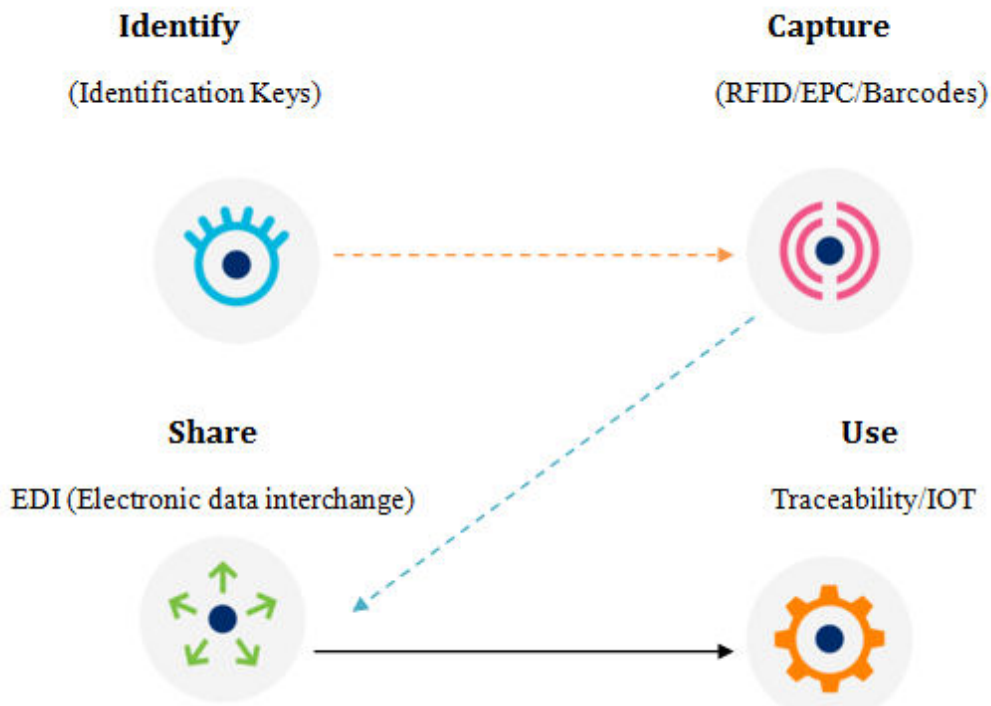 Identify
(Identification Keys)
Capture
(RFID/EPC/Barcodes)
Share
EDI (Electronic data interchange)
Use
Traceability/IOT